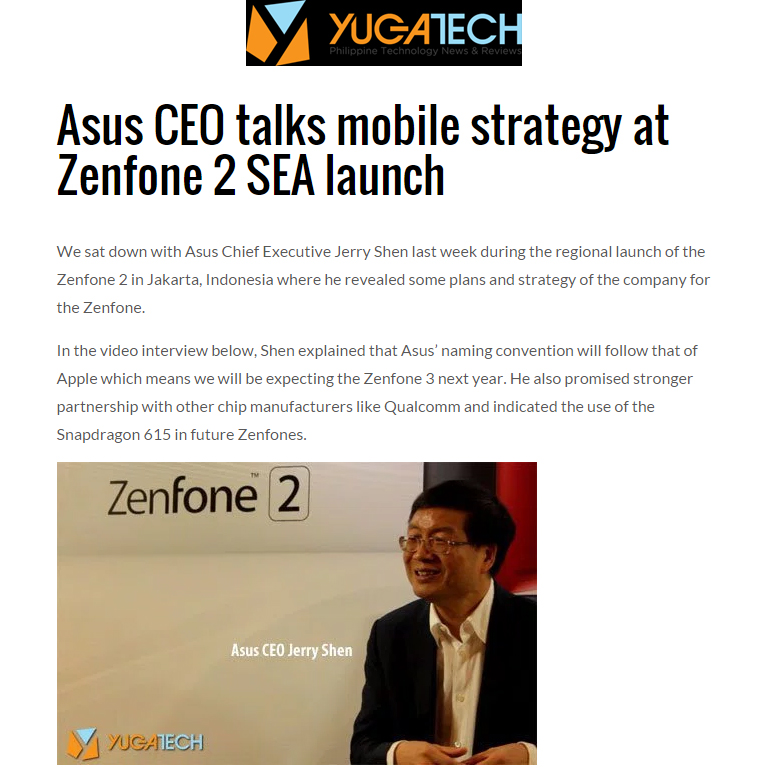 YUGATECH
Philippine Technology News & Reviews
Asus CEO talks mobile strategy at
Zenfone 2 SEA launch
We sat down with Asus Chief Executive Jerry Shen last week during the regional launch of the
Zenfone 2 in Jakarta, Indonesia where he revealed some plans and strategy of the company for
the Zenfone.
In the video interview below, Shen explained that Asus’ naming convention will follow that of
Apple which means we will be expecting the Zenfone 3 next year. He also promised stronger
partnership with other chip manufacturers like Qualcomm and indicated the use of the
Snapdragon 615 in future Zenfones.
Zenfone™ 2
Asus CEO Jerry Shen
YUGATECH